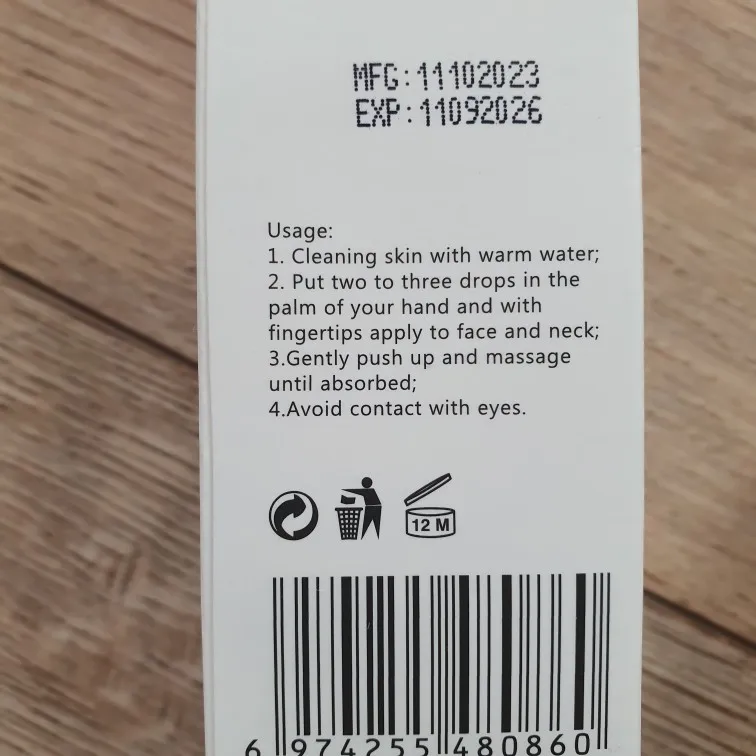 MFG:11102023
EXP:11092026
Usage:
1. Cleaning skin with warm water;
2. Put two to three drops in the
palm of your hand and with
fingertips apply to face and neck;
3.Gently push up and massage
until absorbed;
4.Avoid contact with eyes.
12 M
6 974255 480860